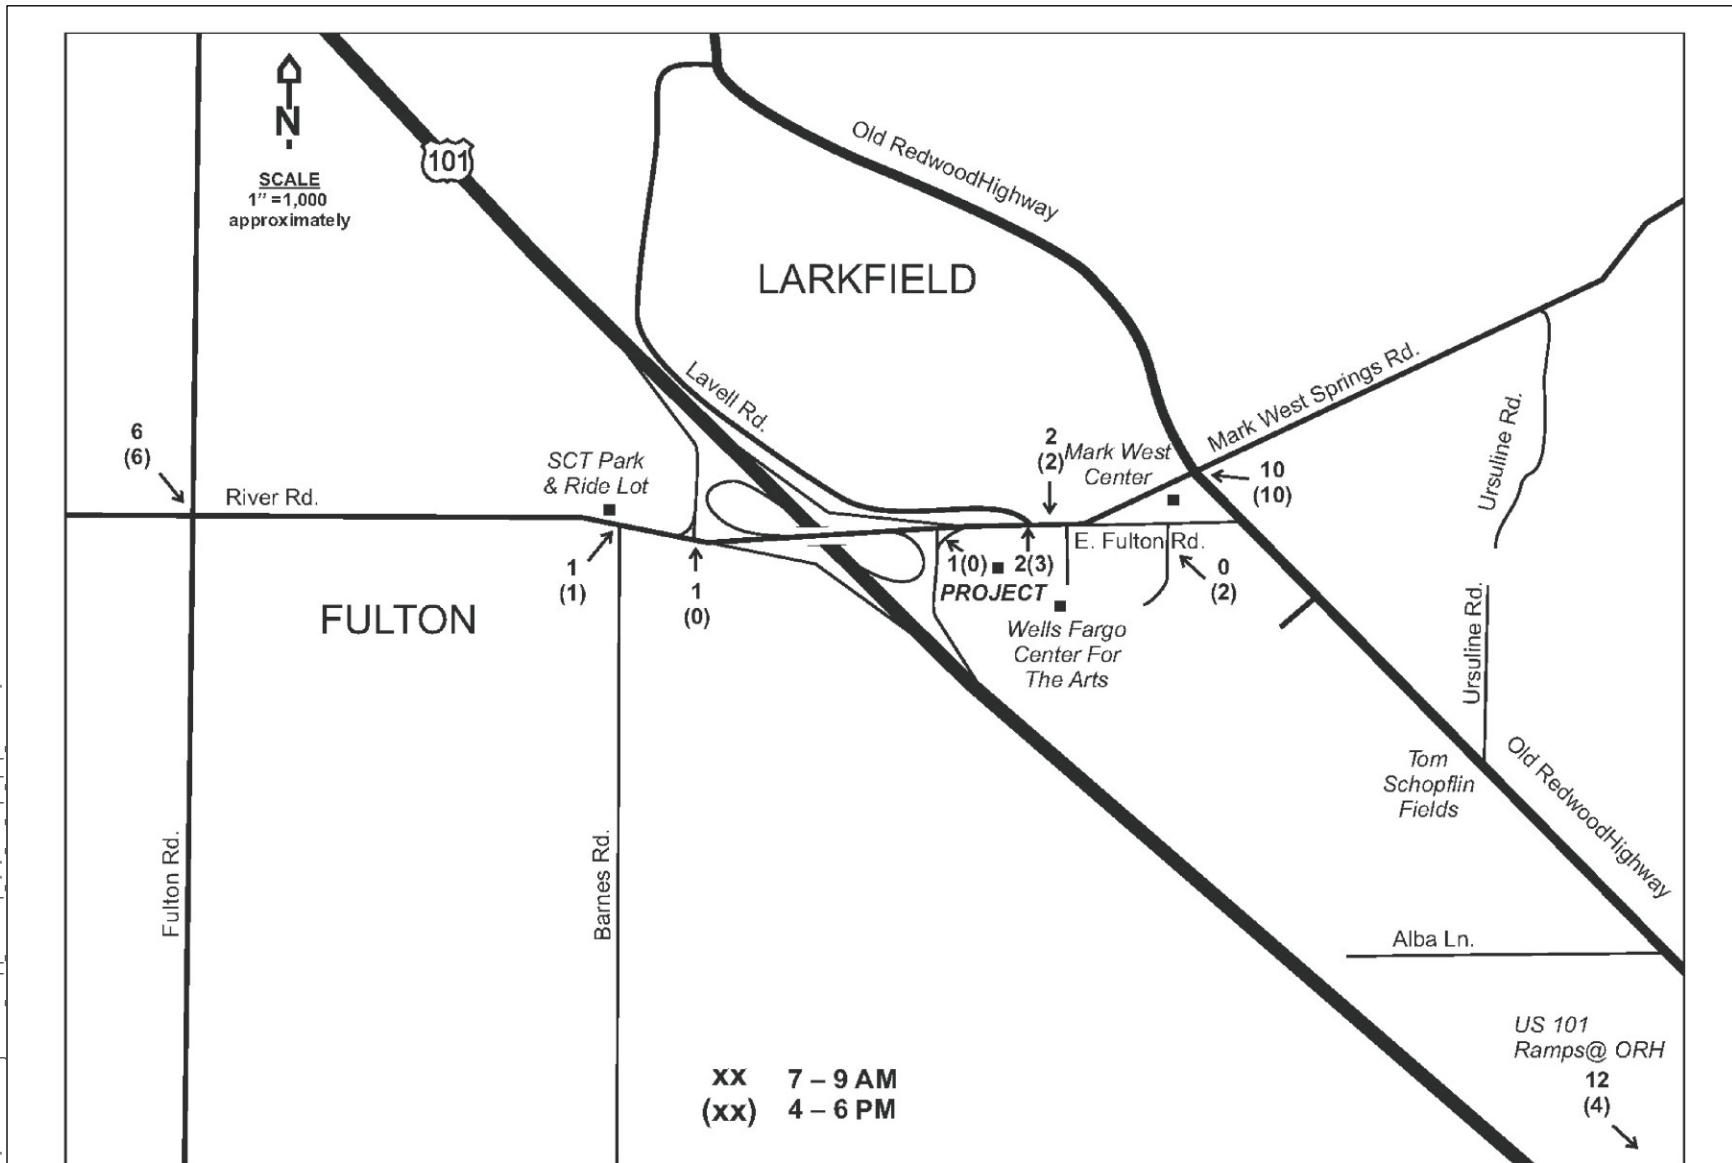 N
SCALE
1" =1,000
approximately
101
Old RedwoodHighway
LARKFIELD
Lavell Rd.
Mark West Springs Rd.
Ursuline Rd.
6
(6)
River Rd.
SCT Park
& Ride Lot
2
(2)
Mark West
Center
10
(10)
1
(1)
1
(0)
1(0)
2(3)
E. Fulton Rd.
0
(2)
PROJECT
FULTON
Wells Fargo
Center For
The Arts
Ursuline Rd.
Tom
Schopflin
Fields
Old RedwoodHighway
Fulton Rd.
Barnes Rd.
Alba Ln.
US 101
Ramps@ ORH
12
(4)
xx 7 – 9 AM
(xx) 4 – 6 PM